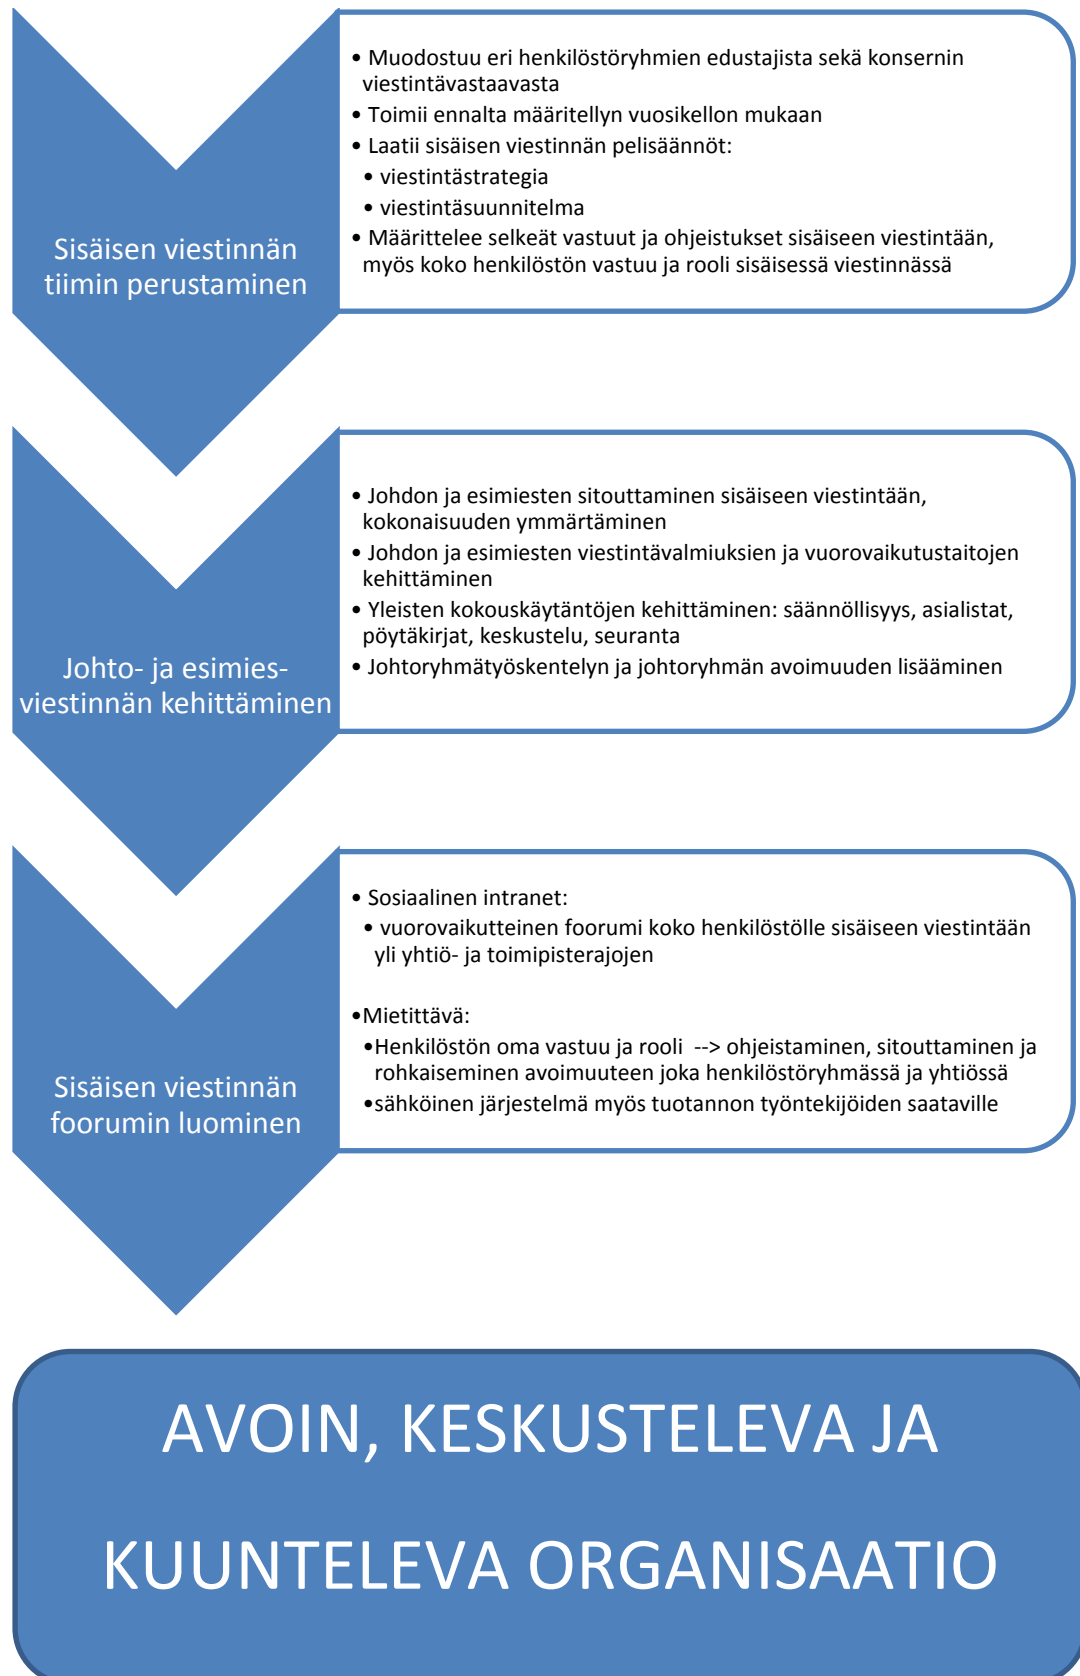 Sisäisen viestinnän
tiimin perustaminen
• Muodostuu eri henkilöstöryhmien edustajista sekä konsernin
viestintävastaavasta
• Toimii ennalta määritellyn vuosikellon mukaan
• Laatii sisäisen viestinnän pelisäännöt:
• viestintästrategia
• viestintäsuunnitelma
• Määrittelee selkeät vastuut ja ohjeistukset sisäiseen viestintään,
myös koko henkilöstön vastuu ja rooli sisäisessä viestinnässä
Johto- ja esimies-
viestinnän kehittäminen
• Johdon ja esimiesten sitouttaminen sisäiseen viestintään,
kokonaisuuden ymmärtäminen
• Johdon ja esimiesten viestintävalmiuksien ja vuorovaikutustaitojen
kehittäminen
• Yleisten kokouskäytäntöjen kehittäminen: säännöllisyys, asialistat,
pöytäkirjat, keskustelu, seuranta
• Johtoryhmätyöskentelyn ja johtoryhmän avoimuuden lisääminen
Sisäisen viestinnän
foorumin luominen
• Sosiaalinen intranet:
• vuorovaikutteinen foorumi koko henkilöstölle sisäiseen viestintään
yli yhtiö- ja toimipisterajojen
•Mietittävä:
•Henkilöstön oma vastuu ja rooli --> ohjeistaminen, sitouttaminen ja
rohkaiseminen avoimuuteen joka henkilöstöryhmässä ja yhtiössä
•sähköinen järjestelmä myös tuotannon työntekijöiden saataville
AVOIN, KESKUSTELEVA JA
KUUNTELEVA ORGANISAATIO